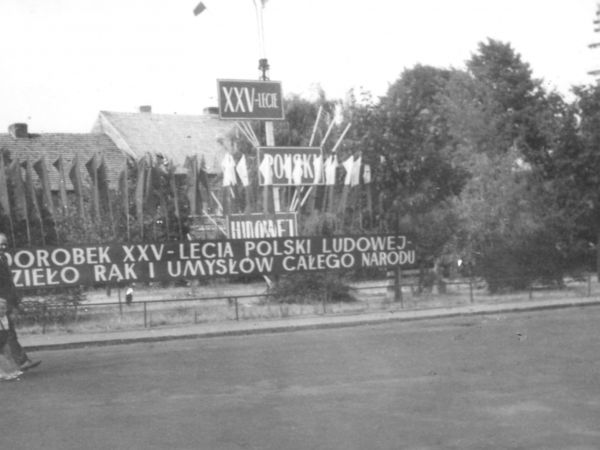 XXV-LECIE
POLSKI
LUDOWEJ
DOROBEK XXV-LECIA POLSKI LUDOWEJ-
DZIEŁO RĄK I UMYSŁÓW CAŁEGO NARODU